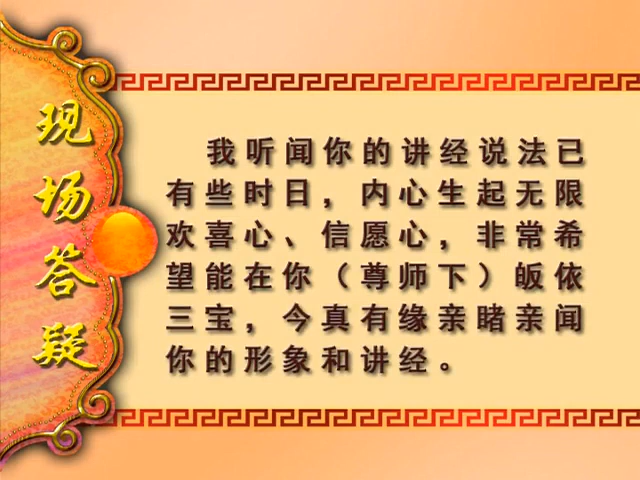 现场答疑
我听闻你的讲经说法已
有些时日，内心生起无限
欢喜心、信愿心，非常希
望能在你（尊师下）皈依
三宝，今真有缘亲睹亲闻
你的形象和讲经。